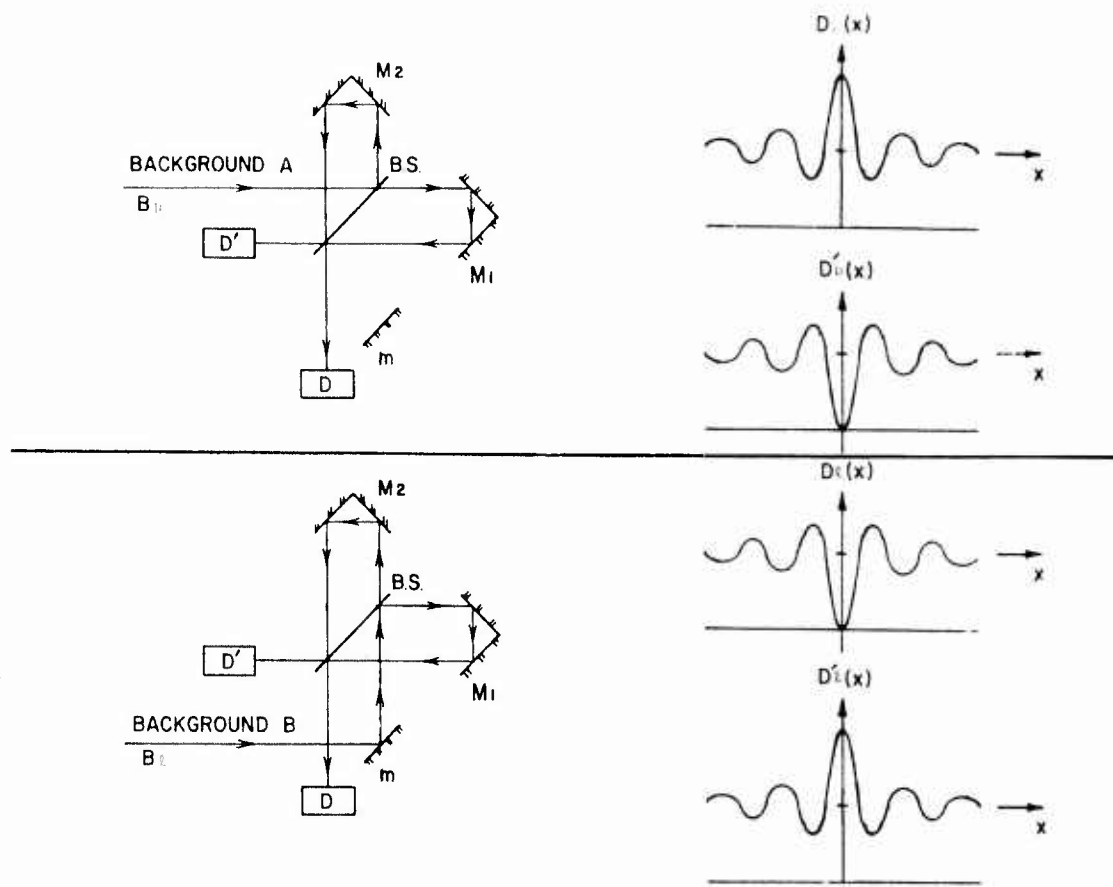 D (x)
M2
BACKGROUND A
B.S.
x
B
D′
M1
D′ (x)
m
x
D
D (x)
M2
B.S.
x
D′
D′ (x)
M1
BACKGROUND B
B
m
D
x